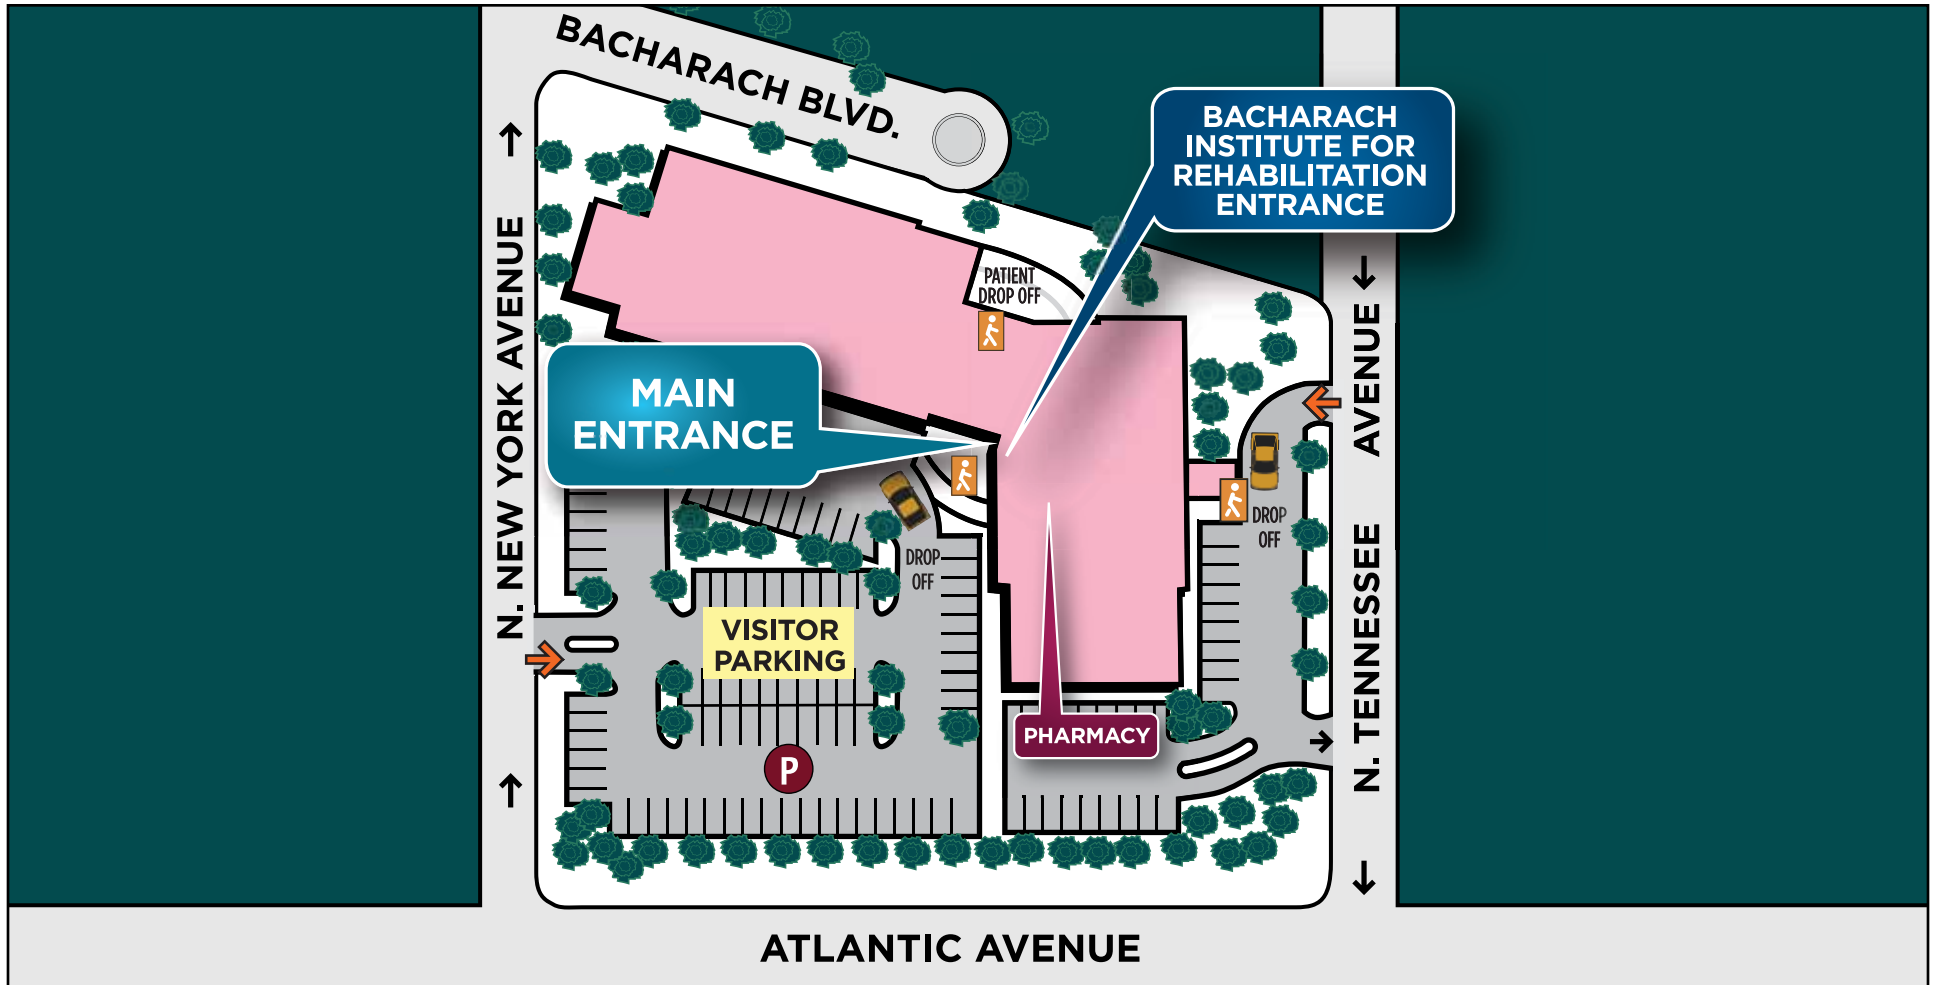 BACHARACH BLVD.
BACHARACH
INSTITUTE FOR
REHABILITATION
ENTRANCE
N. NEW YORK AVENUE
PATIENT
DROP OFF
MAIN
ENTRANCE
DROP
OFF
DROP
OFF
VISITOR
PARKING
PHARMACY
P
N. TENNESSEE AVENUE
ATLANTIC AVENUE